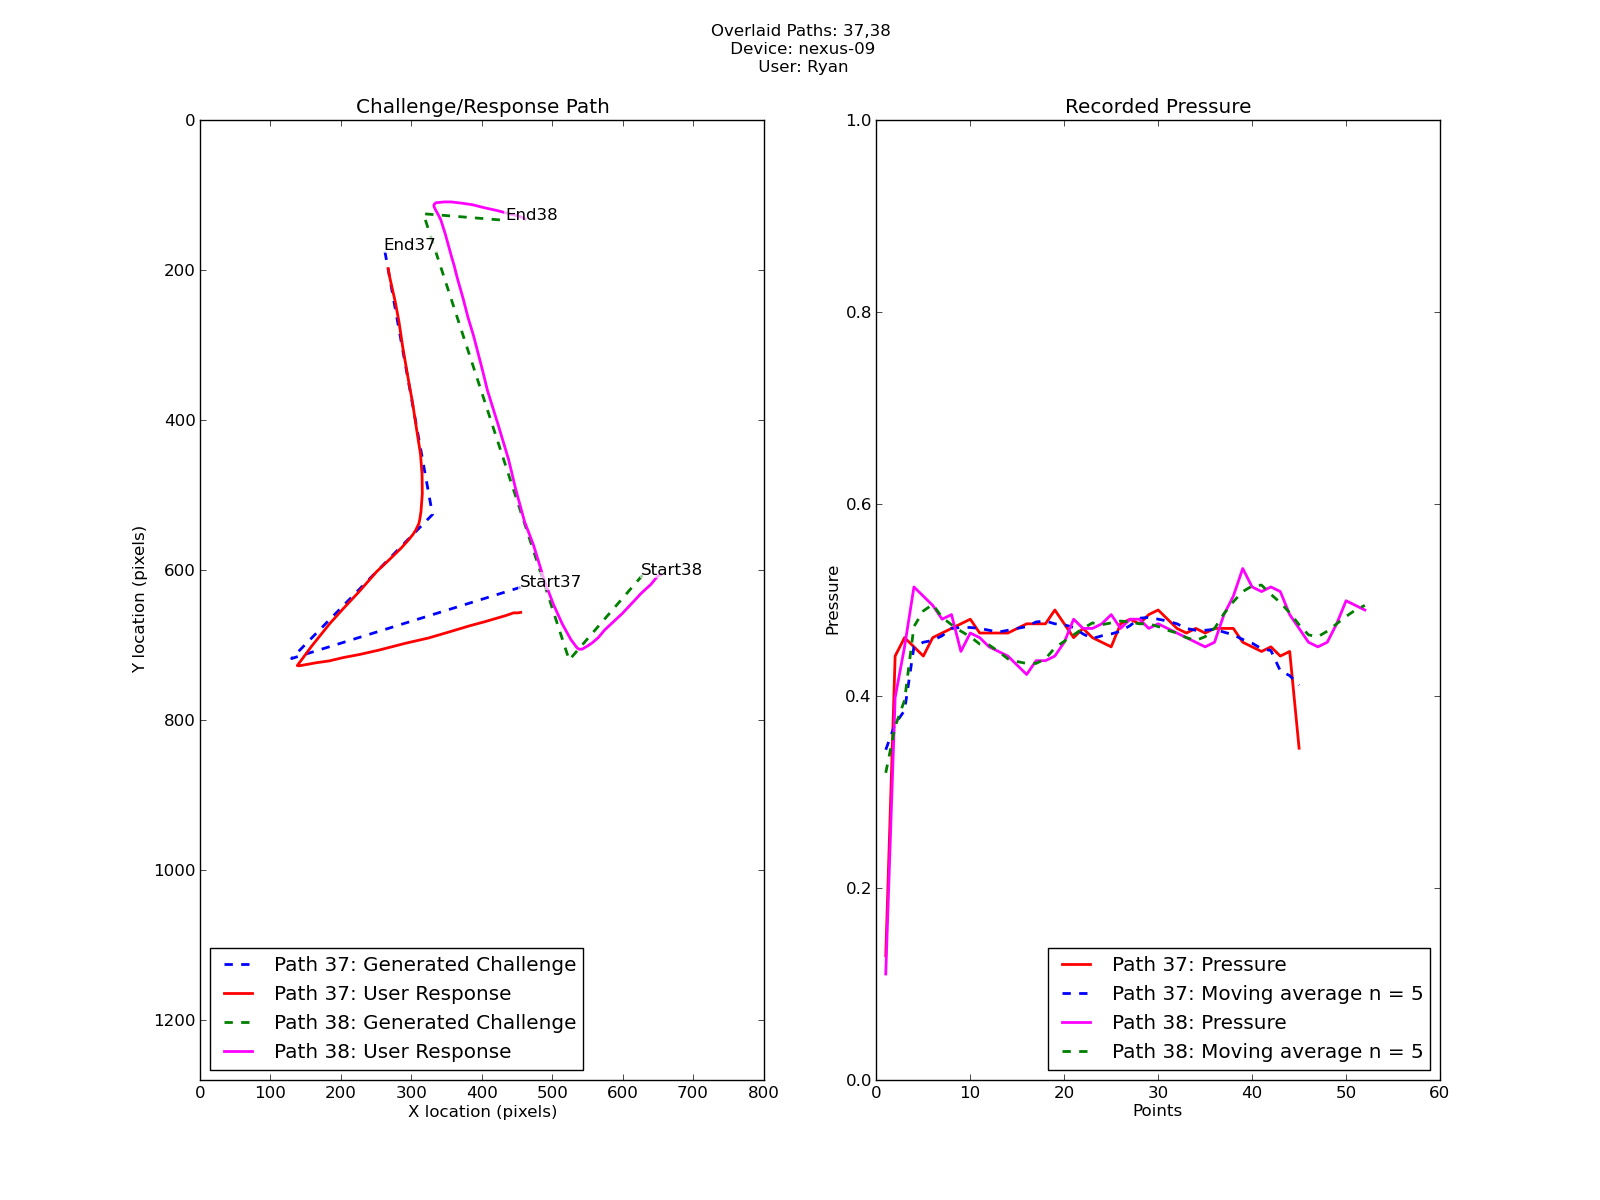 Overlaid Paths: 37,38
Device: nexus-09
User: Ryan
Challenge/Response Path
0
200
400
600
800
1000
1200
Y location (pixels)
End38
End37
Start37
Start38
Path 37: Generated Challenge
Path 37: User Response
Path 38: Generated Challenge
Path 38: User Response
0 100 200 300 400 500 600 700 800
X location (pixels)
Recorded Pressure
1.0
0.8
0.6
0.4
0.2
0.0
Pressure
Path 37: Pressure
Path 37: Moving average n = 5
Path 38: Pressure
Path 38: Moving average n = 5
0 10 20 30 40 50 60
Points